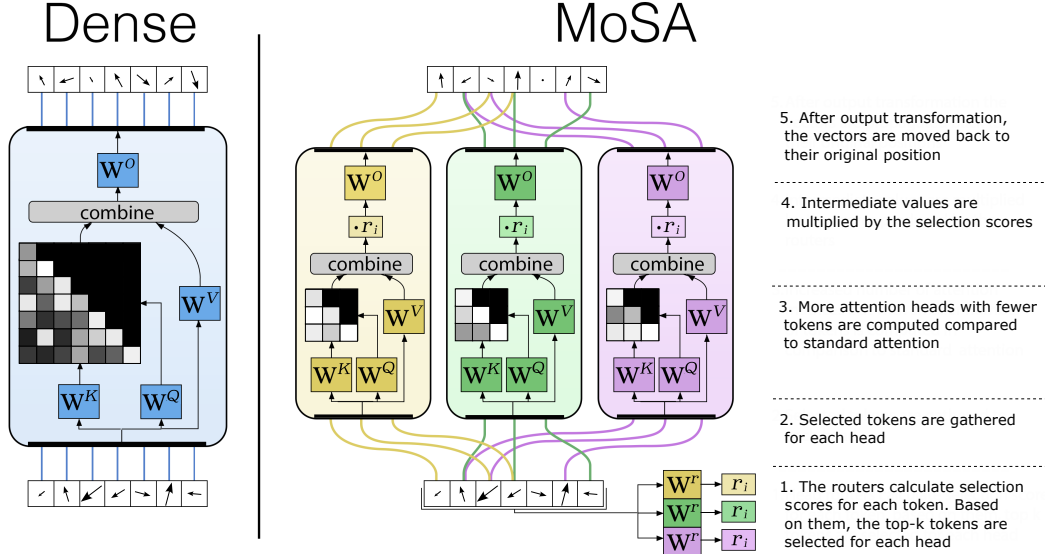 Dense
MoSA
W^O
combine
W^V
W^K
W^Q
W^O
· r_i
combine
W^V
W^K
W^Q
W^O
· r_i
combine
W^V
W^K
W^Q
W^O
· r_i
combine
W^V
W^K
W^Q
W^r
r_i
W^r
r_i
W^r
r_i
5. After output transformation,
the vectors are moved back to
their original position
4. Intermediate values are
multiplied by the selection scores
3. More attention heads with fewer
tokens are computed compared
to standard attention
2. Selected tokens are gathered
for each head
1. The routers calculate selection
scores for each token. Based
on them, the top-k tokens are
selected for each head